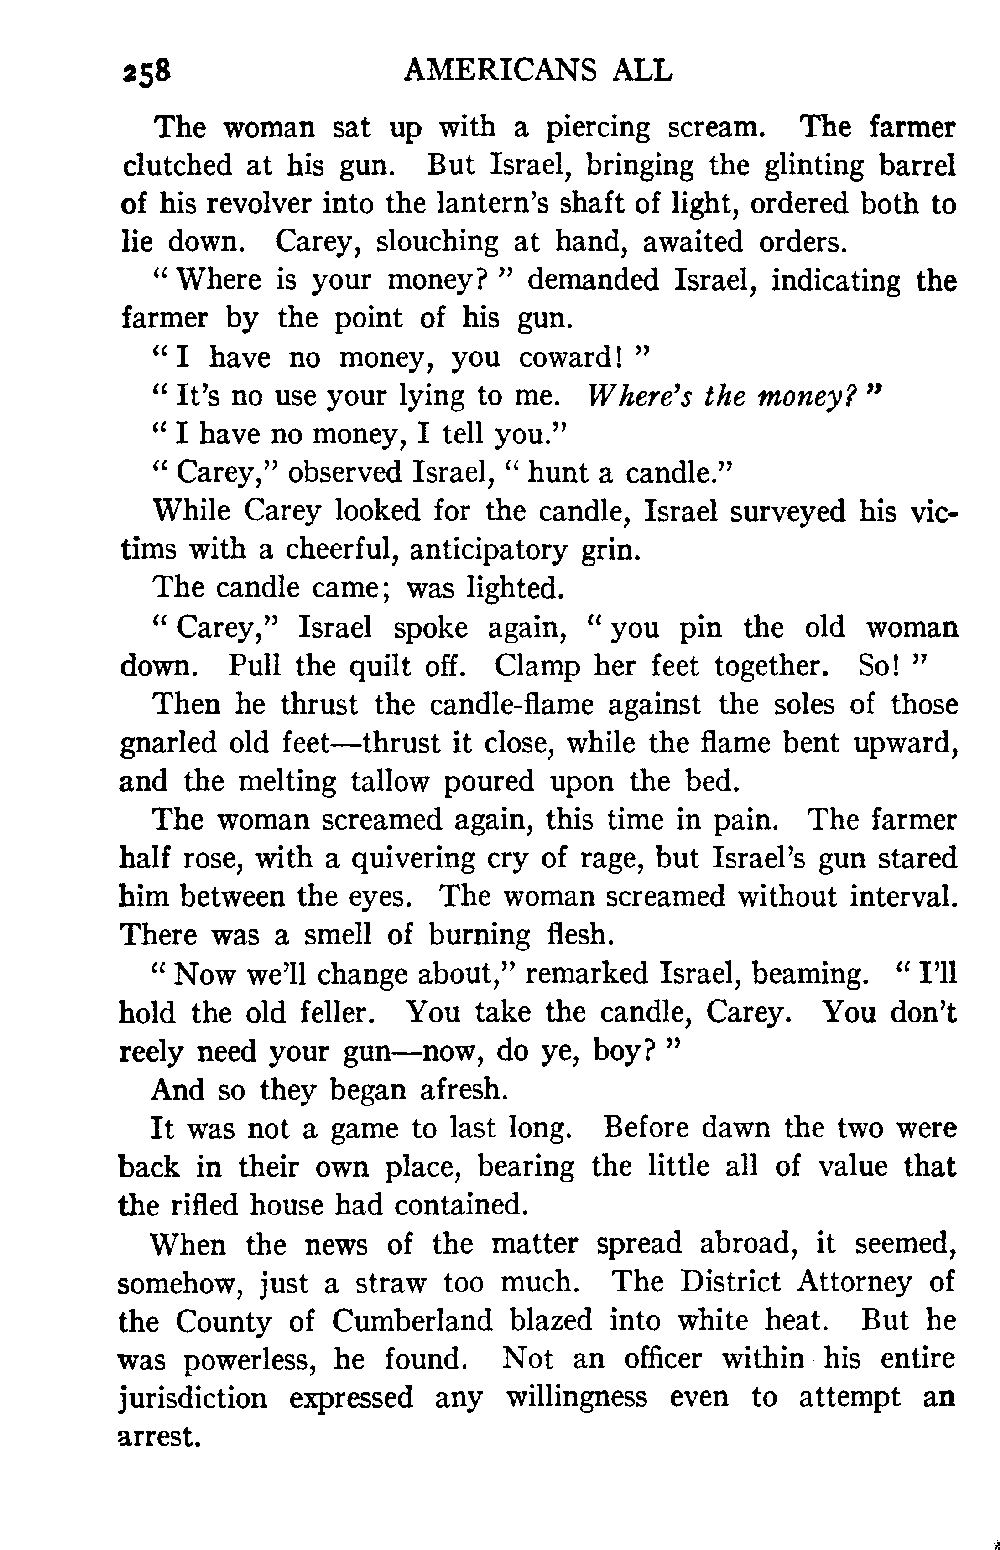 258 AMERICANS ALL
The woman sat up with a piercing scream. The farmer
clutched at his gun. But Israel, bringing the glinting barrel
of his revolver into the lantern's shaft of light, ordered both to
lie down. Carey, slouching at hand, awaited orders.
"Where is your money?" demanded Israel, indicating the
farmer by the point of his gun.
"I have no money, you coward!"
"It's no use your lying to me. Where's the money?"
"I have no money, I tell you."
"Carey," observed Israel, "hunt a candle."
While Carey looked for the candle, Israel surveyed his vic-
tims with a cheerful, anticipatory grin.
The candle came; was lighted.
"Carey," Israel spoke again, "you pin the old woman
down. Pull the quilt off. Clamp her feet together. So!"
Then he thrust the candle-flame against the soles of those
gnarled old feet—thrust it close, while the flame bent upward,
and the melting tallow poured upon the bed.
The woman screamed again, this time in pain. The farmer
half rose, with a quivering cry of rage, but Israel's gun stared
him between the eyes. The woman screamed without interval.
There was a smell of burning flesh.
"Now we'll change about," remarked Israel, beaming. "I'll
hold the old feller. You take the candle, Carey. You don't
reely need your gun—now, do ye, boy?"
And so they began afresh.
It was not a game to last long. Before dawn the two were
back in their own place, bearing the little all of value that
the rifled house had contained.
When the news of the matter spread abroad, it seemed,
somehow, just a straw too much. The District Attorney of
the County of Cumberland blazed into white heat. But he
was powerless, he found. Not an officer within his entire
jurisdiction expressed any willingness even to attempt an
arrest.